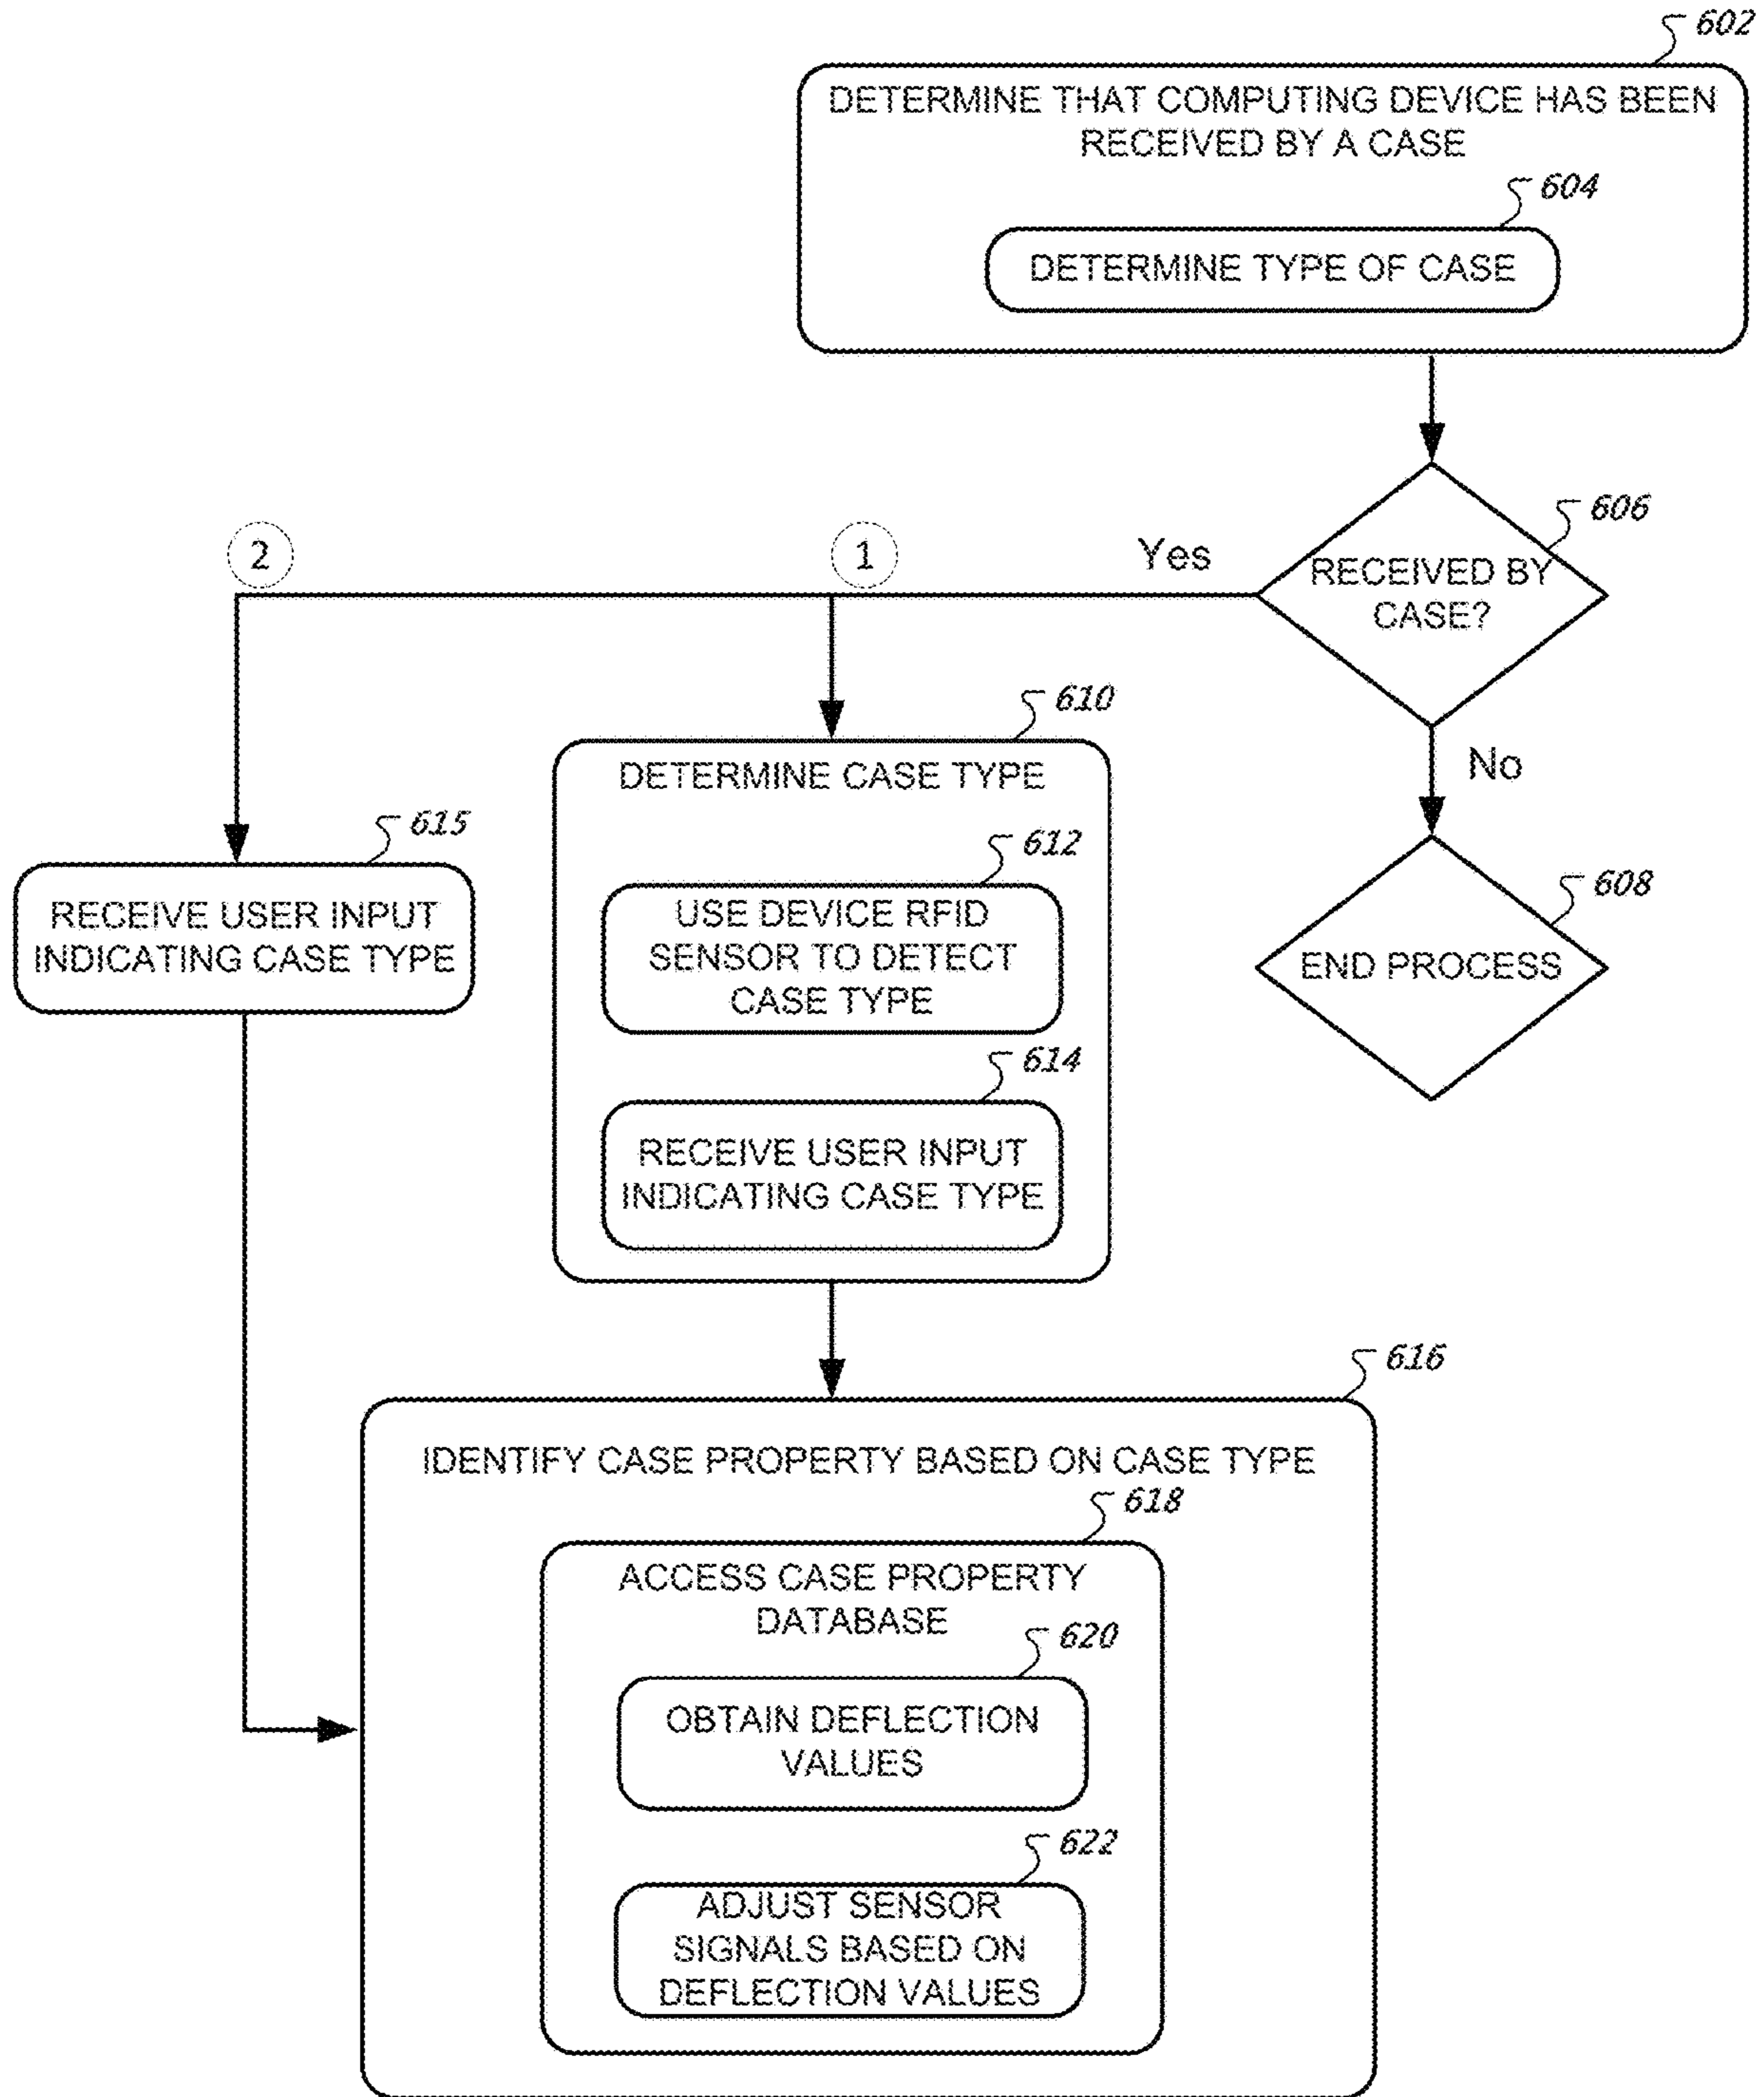 602
DETERMINE THAT COMPUTING DEVICE HAS BEEN
RECEIVED BY A CASE
604
DETERMINE TYPE OF CASE
606
RECEIVED BY
CASE?
Yes
1
2
No
608
END PROCESS
610
DETERMINE CASE TYPE
612
USE DEVICE RFID
SENSOR TO DETECT
CASE TYPE
614
RECEIVE USER INPUT
INDICATING CASE TYPE
615
RECEIVE USER INPUT
INDICATING CASE TYPE
616
IDENTIFY CASE PROPERTY BASED ON CASE TYPE
618
ACCESS CASE PROPERTY
DATABASE
620
OBTAIN DEFLECTION
VALUES
622
ADJUST SENSOR
SIGNALS BASED ON
DEFLECTION VALUES